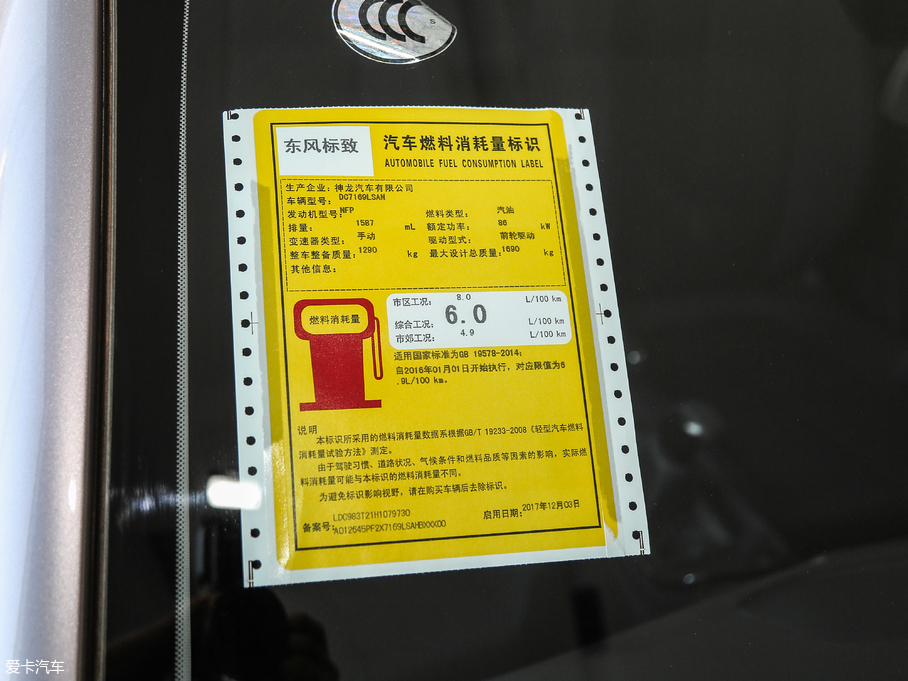 CCC S
东风标致
汽车燃料消耗量标识
AUTOMOBILE FUEL CONSUMPTION LABEL
生产企业：神龙汽车有限公司
车辆型号：DC7169LSAH
发动机型号：NFP 燃料类型：汽油
排量：1587 mL 额定功率：86 kW
变速器类型：手动 驱动型式：前轮驱动
整车整备质量：1290 kg 最大设计总质量：1690 kg
其他信息：
燃料消耗量
市区工况：8.0 L/100 km
综合工况：6.0 L/100 km
市郊工况：4.9 L/100 km
适用国家标准为GB 19578-2014；
自2016年01月01日开始执行，对应限值为6
.9L/100 km。
说明
本标识所采用的燃料消耗量数据系根据GB/T 19233-2008《轻型汽车燃料
消耗量试验方法》测定。
由于驾驶习惯、道路状况、气候条件和燃料品质等因素的影响，实际燃
料消耗量可能与本标识的燃料消耗量不同。
为避免标识影响视野，请在购买车辆后去除标识。
备案号：LDC983T21H1079730
A012645PF2X7169LSAHBXXX00
启用日期：2017年12月03日
爱卡汽车